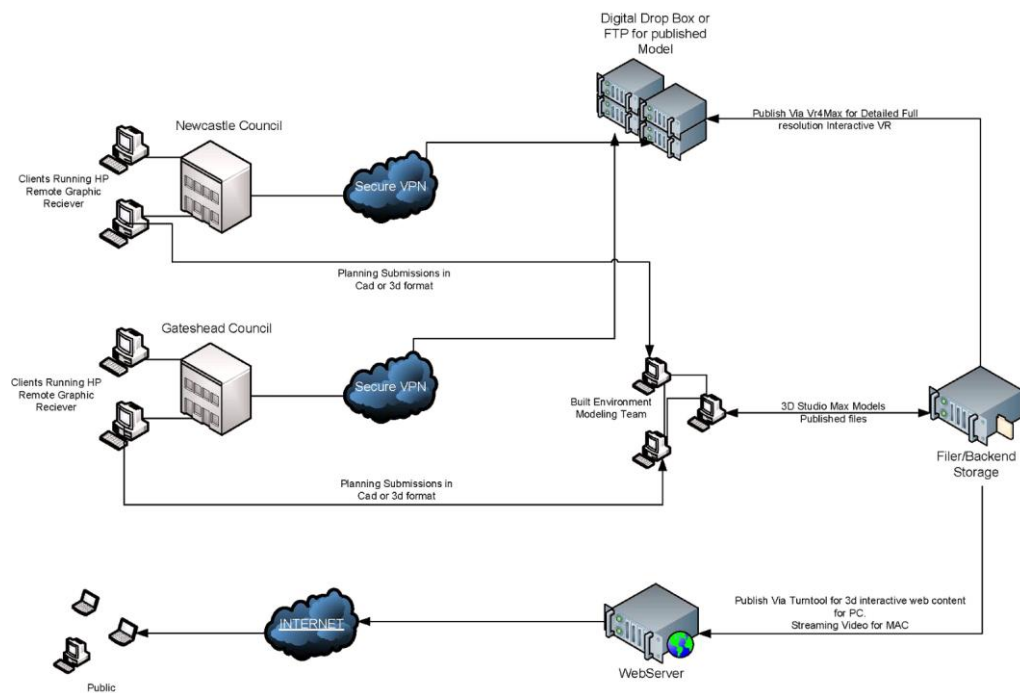 Digital Drop Box or
FTP for published
Model
Publish Via Vr4Max for Detailed Full
resolution Interactive VR
Newcastle Council
Clients Running HP
Remote Graphic
Reciever
Secure VPN
Planning Submissions in
Cad or 3d format
Gateshead Council
Clients Running HP
Remote Graphic
Reciever
Secure VPN
Built Environment
Modeling Team
3D Studio Max Models
Published files
Filer/Backend
Storage
Planning Submissions in
Cad or 3d format
Publish Via Turntool for 3d interactive web content
for PC.
Streaming Video for MAC
INTERNET
WebServer
Public